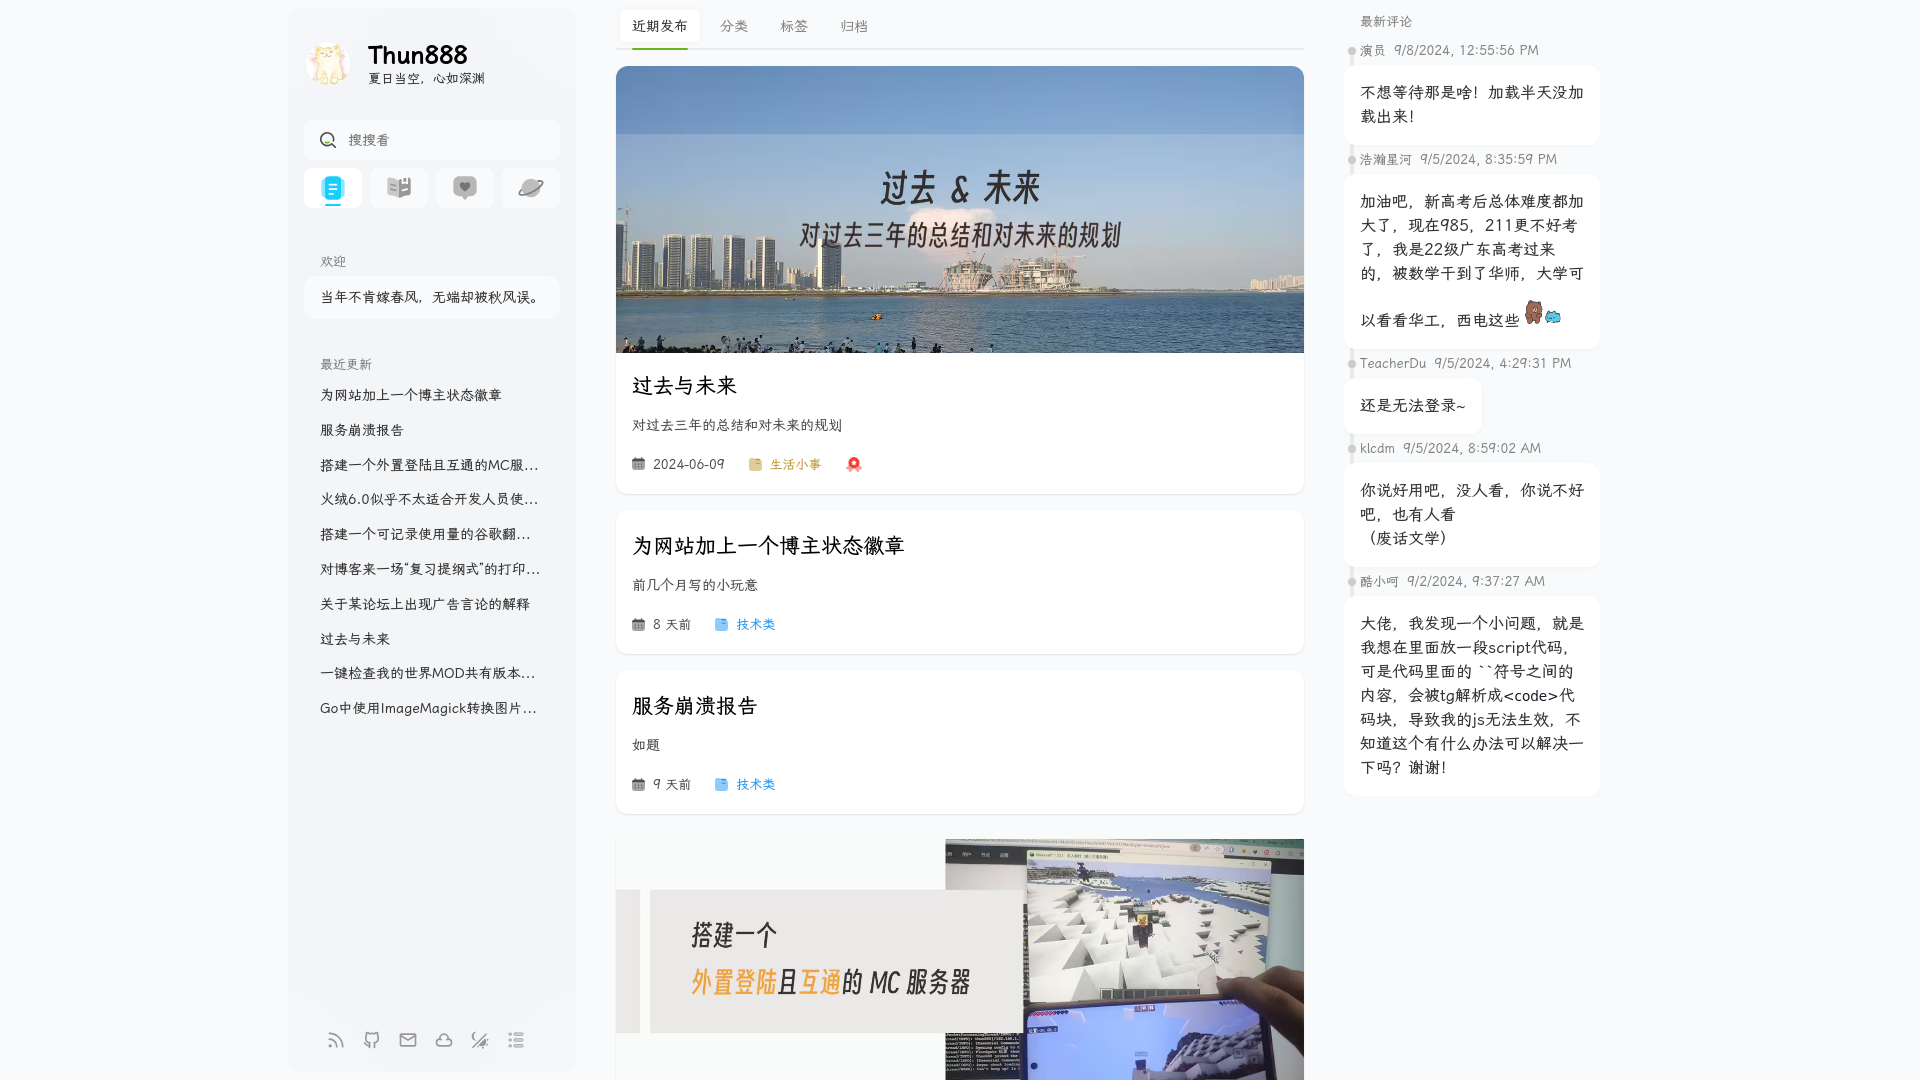 Thun888
夏日当空，心如深渊
搜搜看
欢迎
当年不肯嫁春风，无端却被秋风误。
最近更新
为网站加上一个博主状态徽章
服务崩溃报告
搭建一个外置登陆且互通的MC服...
火绒6.0似乎不太适合开发人员使...
搭建一个可记录使用量的谷歌翻...
对博客来一场“复习提纲式”的打印...
关于某论坛上出现广告言论的解释
过去与未来
一键检查我的世界MOD共有版本...
Go中使用ImageMagick转换图片...
近期发布
分类
标签
归档
过去 & 未来
对过去三年的总结和对未来的规划
过去与未来
对过去三年的总结和对未来的规划
2024-06-09
生活小事
为网站加上一个博主状态徽章
前几个月写的小玩意
8 天前
技术类
服务崩溃报告
如题
9 天前
技术类
搭建一个
外置登陆且互通的 MC 服务器
最新评论
演员 9/8/2024, 12:55:56 PM
不想等待那是啥！加载半天没加
载出来！
浩瀚星河 9/5/2024, 8:35:59 PM
加油吧，新高考后总体难度都加
大了，现在985，211更不好考
了，我是22级广东高考过来
的，被数学干到了华师，大学可
以看看华工，西电这些
TeacherDu 9/5/2024, 4:29:31 PM
还是无法登录~
klcdm 9/5/2024, 8:59:02 AM
你说好用吧，没人看，你说不好
吧，也有人看
（废话文学）
酷小呵 9/2/2024, 9:37:27 AM
大佬，我发现一个小问题，就是
我想在里面放一段script代码，
可是代码里面的 ``符号之间的
内容，会被tg解析成<code>代
码块，导致我的js无法生效，不
知道这个有什么办法可以解决一
下吗？谢谢！